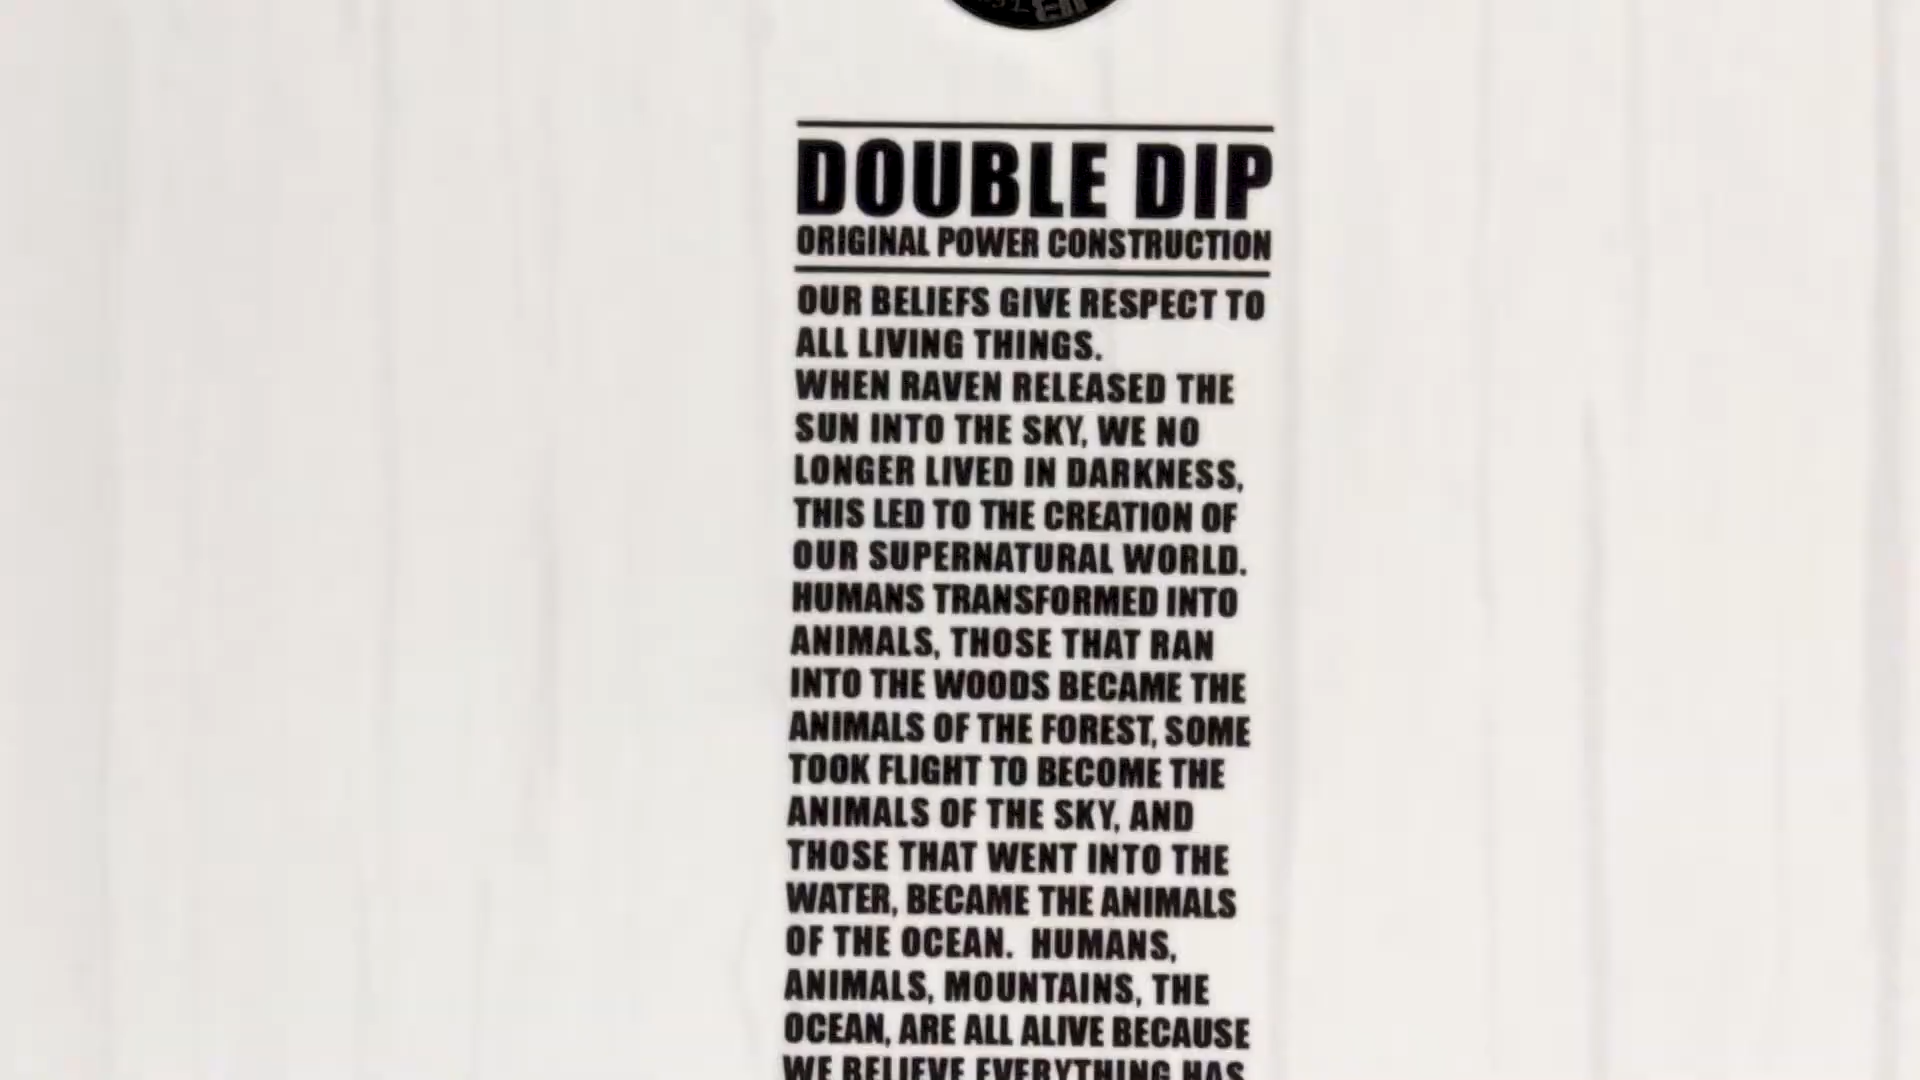 DOUBLE DIP
ORIGINAL POWER CONSTRUCTION
OUR BELIEFS GIVE RESPECT TO
ALL LIVING THINGS.
WHEN RAVEN RELEASED THE
SUN INTO THE SKY, WE NO
LONGER LIVED IN DARKNESS,
THIS LED TO THE CREATION OF
OUR SUPERNATURAL WORLD.
HUMANS TRANSFORMED INTO
ANIMALS, THOSE THAT RAN
INTO THE WOODS BECAME THE
ANIMALS OF THE FOREST, SOME
TOOK FLIGHT TO BECOME THE
ANIMALS OF THE SKY, AND
THOSE THAT WENT INTO THE
WATER, BECAME THE ANIMALS
OF THE OCEAN. HUMANS,
ANIMALS, MOUNTAINS, THE
OCEAN, ARE ALL ALIVE BECAUSE
WE BELIEVE EVERYTHING HAS